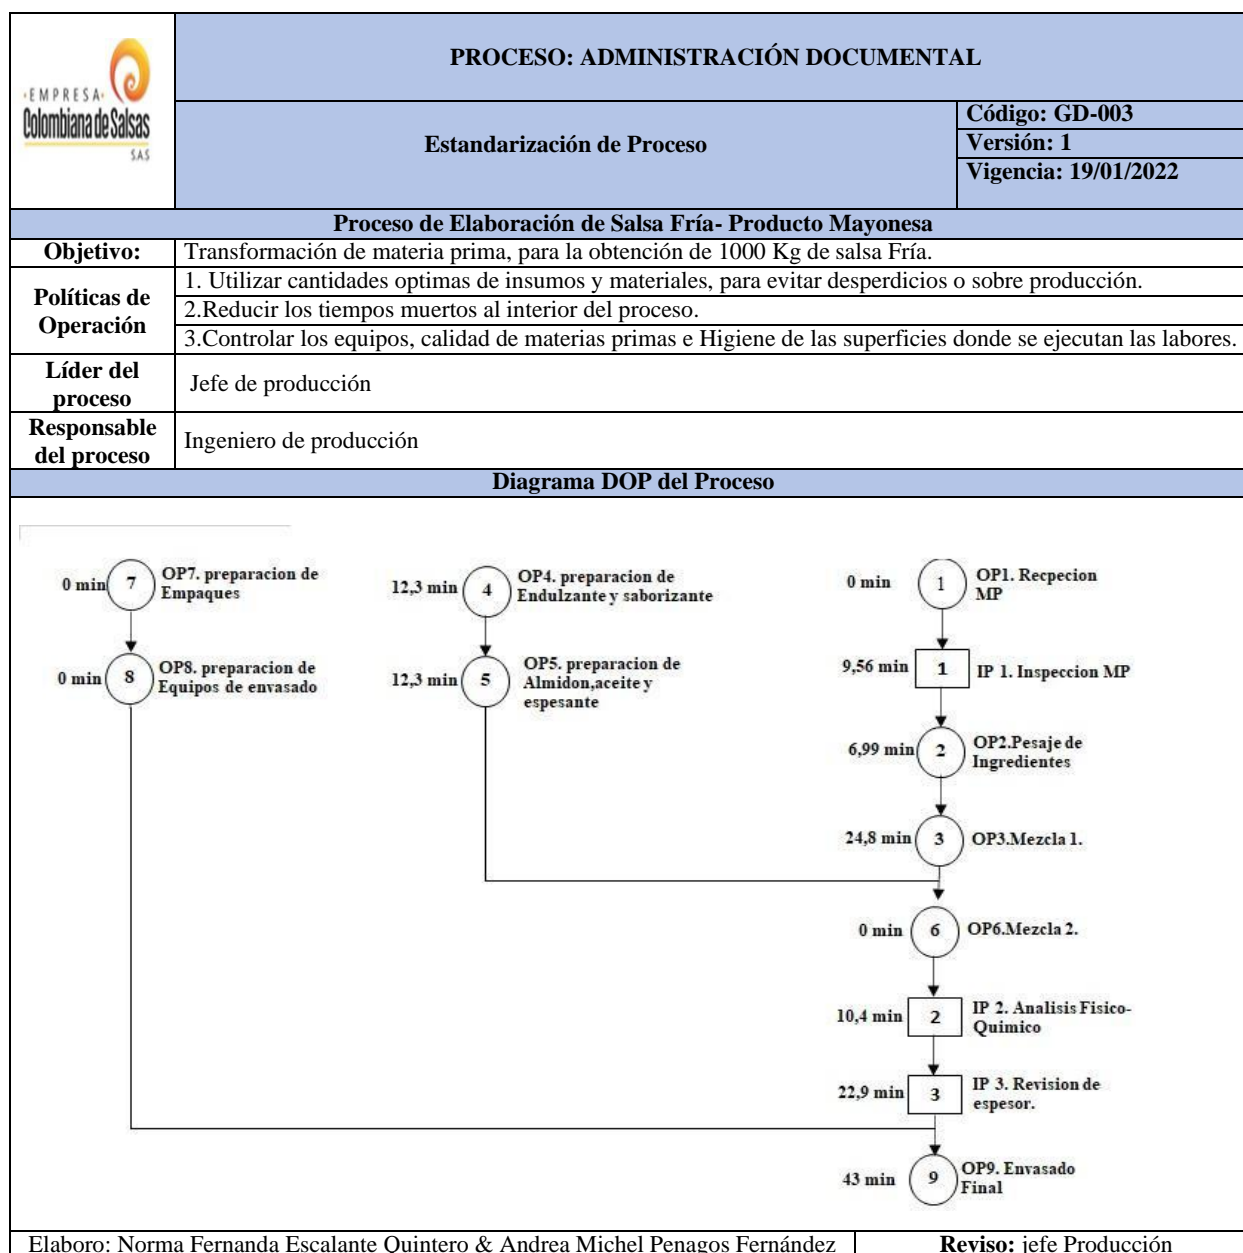 ·EMPRESA·
Colombiana de Salsas
SAS
PROCESO: ADMINISTRACIÓN DOCUMENTAL
Estandarización de Proceso
Código: GD-003
Versión: 1
Vigencia: 19/01/2022
Proceso de Elaboración de Salsa Fría- Producto Mayonesa
Objetivo:
Transformación de materia prima, para la obtención de 1000 Kg de salsa Fría.
Políticas de
Operación
1. Utilizar cantidades optimas de insumos y materiales, para evitar desperdicios o sobre producción.
2.Reducir los tiempos muertos al interior del proceso.
3.Controlar los equipos, calidad de materias primas e Higiene de las superficies donde se ejecutan las labores.
Líder del
proceso
Jefe de producción
Responsable
del proceso
Ingeniero de producción
Diagrama DOP del Proceso
0 min
7
OP7. preparacion de
Empaques
0 min
8
OP8. preparacion de
Equipos de envasado
12,3 min
4
OP4. preparacion de
Endulzante y saborizante
12,3 min
5
OP5. preparacion de
Almidon,aceite y
espesante
0 min
1
OP1. Recpecion
MP
9,56 min
1
IP 1. Inspeccion MP
6,99 min
2
OP2.Pesaje de
Ingredientes
24,8 min
3
OP3.Mezcla 1.
0 min
6
OP6.Mezcla 2.
10,4 min
2
IP 2. Analisis Fisico-
Quimico
22,9 min
3
IP 3. Revision de
espesor.
43 min
9
OP9. Envasado
Final
Elaboro: Norma Fernanda Escalante Quintero & Andrea Michel Penagos Fernández
Reviso: jefe Producción